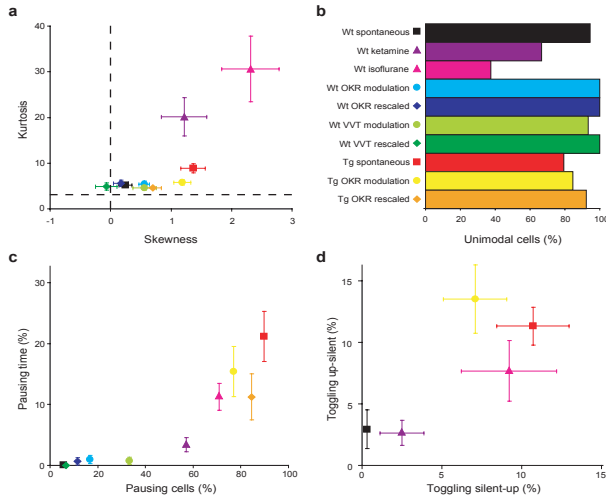 a
Kurtosis
40
30
20
10
0
-1 0 1 2 3
Skewness
b
Wt spontaneous
Wt ketamine
Wt isoflurane
Wt OKR modulation
Wt OKR rescaled
Wt VVT modulation
Wt VVT rescaled
Tg spontaneous
Tg OKR modulation
Tg OKR rescaled
0 20 40 60 80 100
Unimodal cells (%)
c
Pausing time (%)
30
20
10
0
0 20 40 60 80 100
Pausing cells (%)
d
Toggling up-silent (%)
15
10
5
0
5 10 15
Toggling silent-up (%)